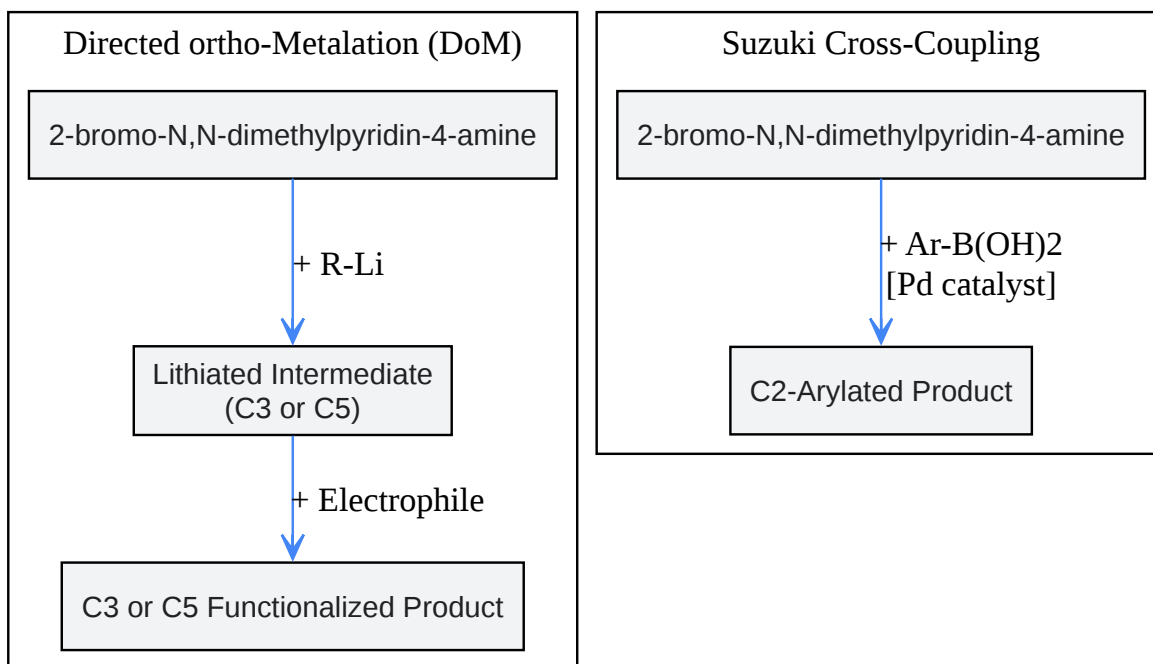 Directed ortho-Metalation (DoM)
2-bromo-N,N-dimethylpyridin-4-amine
+ R-Li
Lithiated Intermediate
(C3 or C5)
+ Electrophile
C3 or C5 Functionalized Product
Suzuki Cross-Coupling
2-bromo-N,N-dimethylpyridin-4-amine
+ Ar-B(OH)2
[Pd catalyst]
C2-Arylated Product